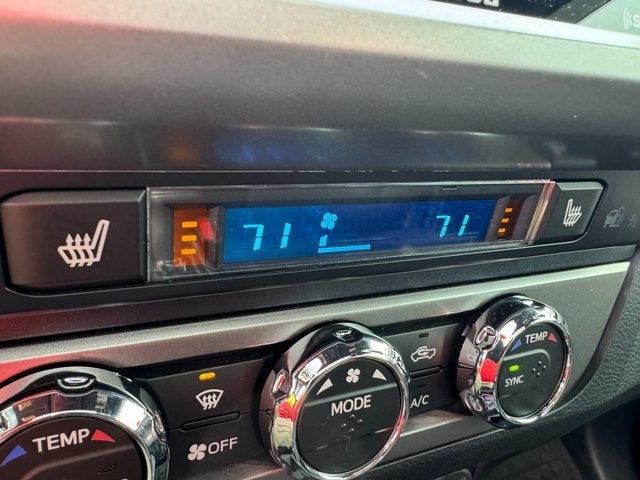 71 71
TEMP
OFF
MODE
A/C
TEMP
SYNC